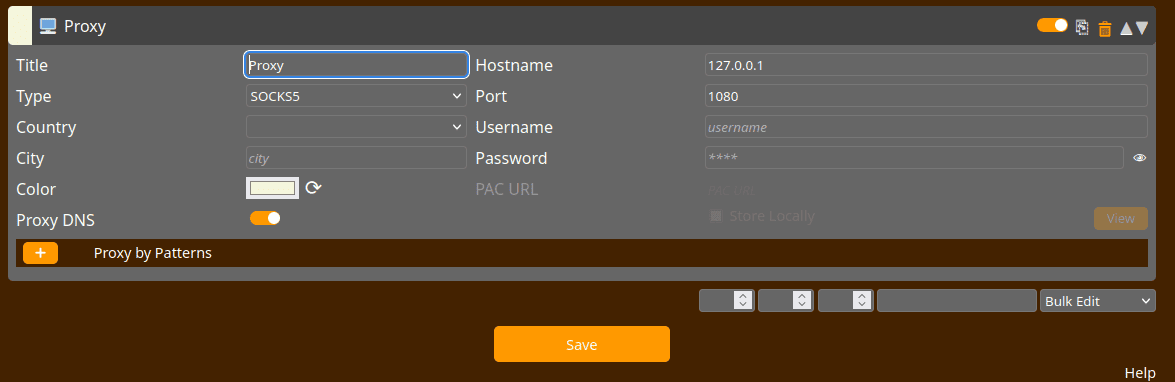 Proxy
Title Proxy Hostname 127.0.0.1
Type SOCKS5 Port 1080
Country Username username
City city Password ****
Color PAC URL PAC URL
Proxy DNS Store Locally View
+ Proxy by Patterns
Bulk Edit
Save
Help